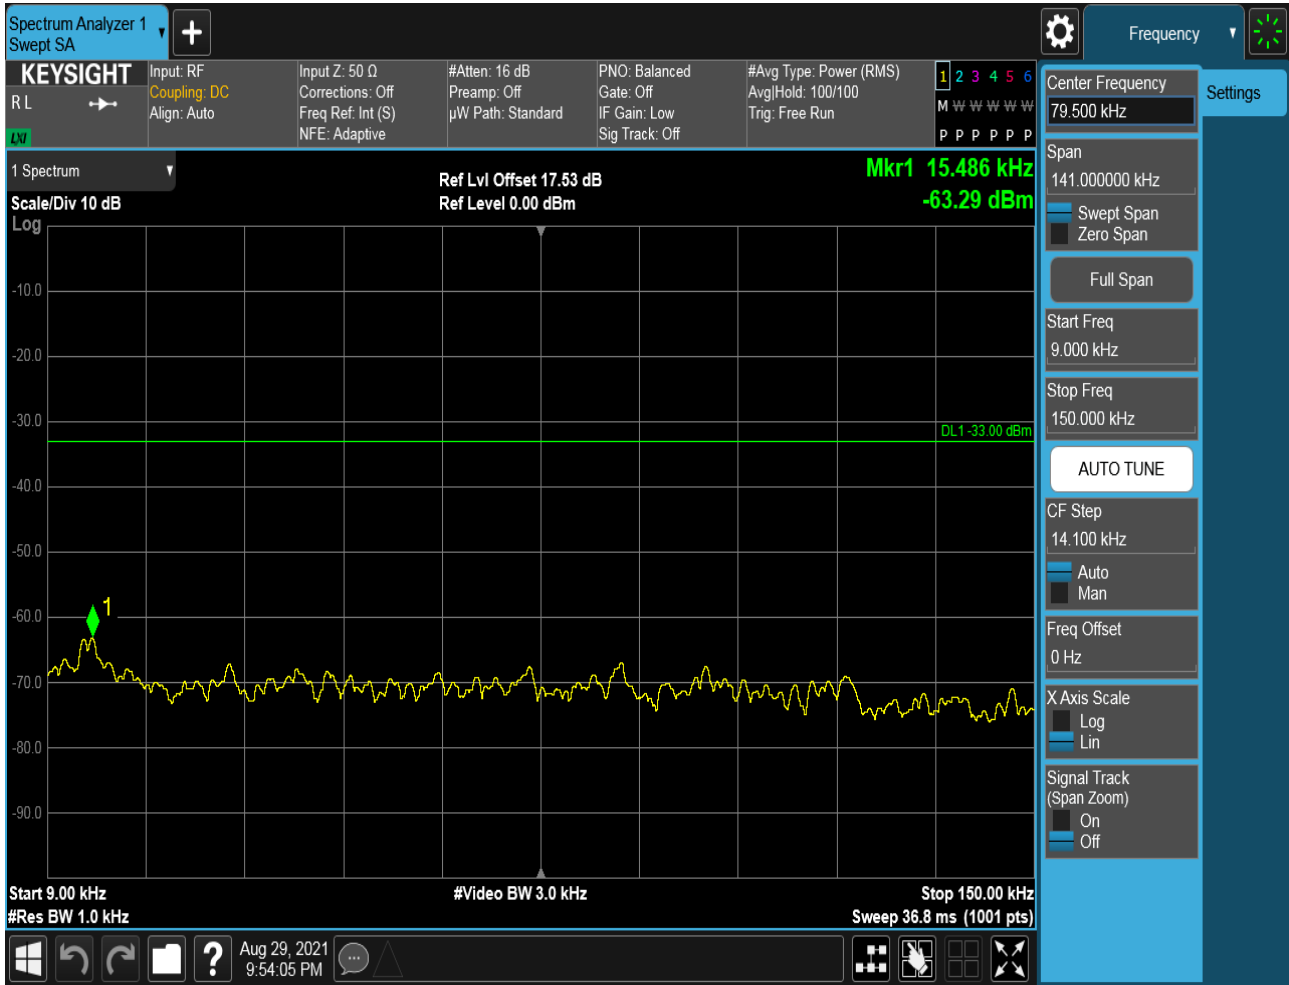 Spectrum Analyzer 1
Swept SA
Frequency
KEYSIGHT
R L
LXI
Input: RF
Coupling: DC
Align: Auto
Input Z: 50 Ω
Corrections: Off
Freq Ref: Int (S)
NFE: Adaptive
#Atten: 16 dB
Preamp: Off
µW Path: Standard
PNO: Balanced
Gate: Off
IF Gain: Low
Sig Track: Off
#Avg Type: Power (RMS)
Avg|Hold: 100/100
Trig: Free Run
1 2 3 4 5 6
M W W W W W
P P P P P P
1 Spectrum
Scale/Div 10 dB
Log
Ref Lvl Offset 17.53 dB
Ref Level 0.00 dBm
Mkr1 15.486 kHz
-63.29 dBm
-10.0
-20.0
-30.0
DL1 -33.00 dBm
-40.0
-50.0
-60.0
1
-70.0
-80.0
-90.0
Start 9.00 kHz
#Res BW 1.0 kHz
#Video BW 3.0 kHz
Stop 150.00 kHz
Sweep 36.8 ms (1001 pts)
Center Frequency
79.500 kHz
Settings
Span
141.000000 kHz
Swept Span
Zero Span
Full Span
Start Freq
9.000 kHz
Stop Freq
150.000 kHz
AUTO TUNE
CF Step
14.100 kHz
Auto
Man
Freq Offset
0 Hz
X Axis Scale
Log
Lin
Signal Track
(Span Zoom)
On
Off
?
Aug 29, 2021
9:54:05 PM